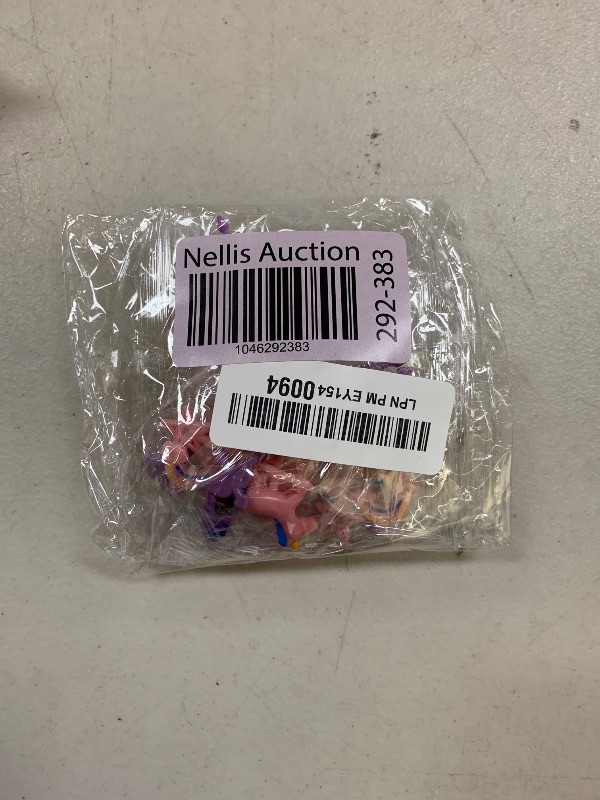 Nellis Auction
1046292383
292-383
LPN PM EY154 0094